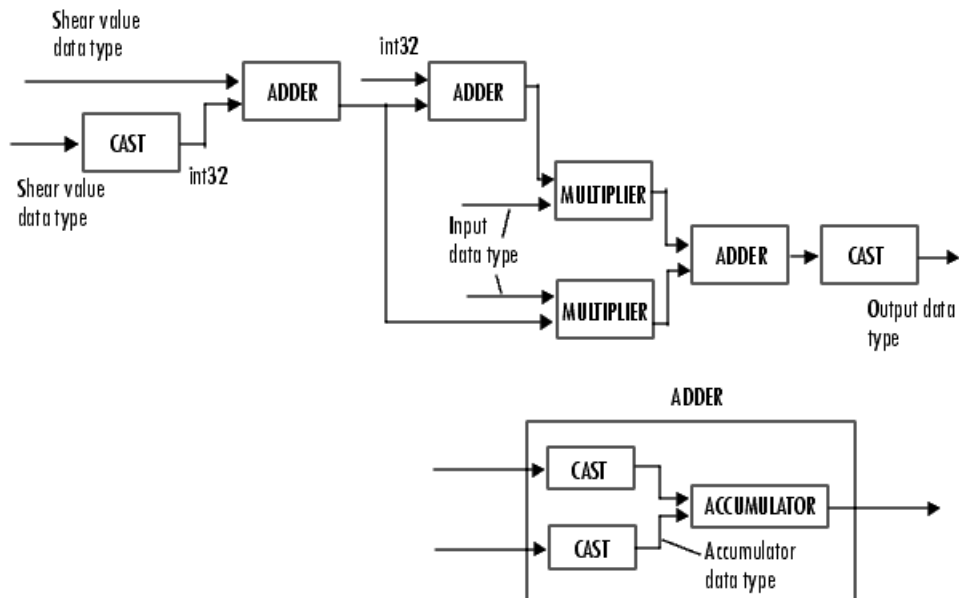 Shear value
data type
int32
ADDER
ADDER
CAST
int32
Shear value
data type
MULTIPLIER
Input
data type
ADDER
CAST
MULTIPLIER
Output data
type
ADDER
CAST
ACCUMULATOR
CAST
Accumulator
data type